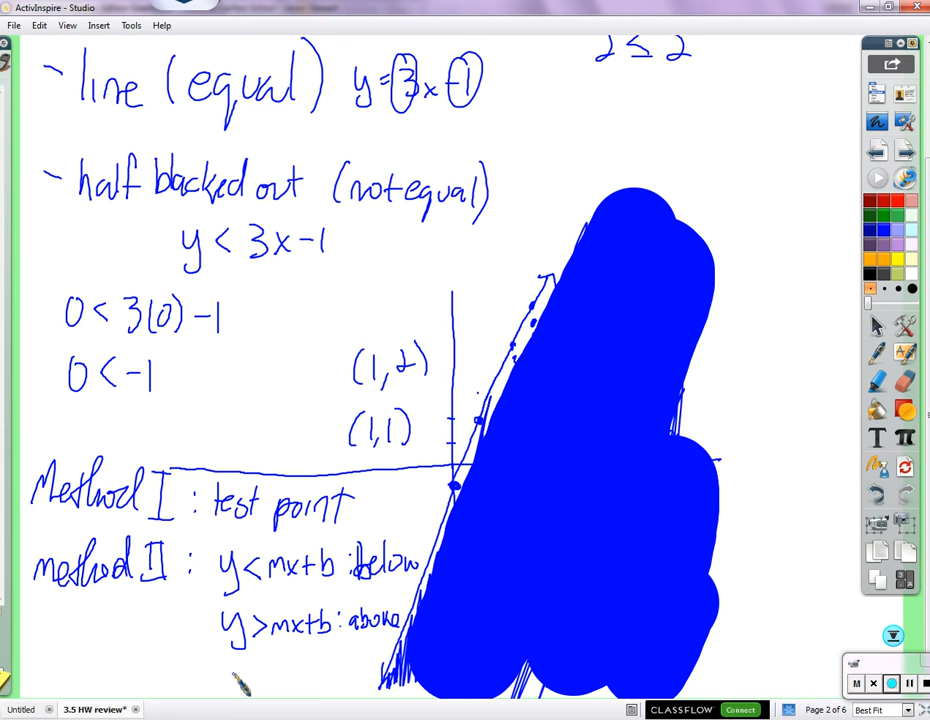 ActivInspire - Studio
File Edit View Insert Tools Help
2 ≤ 2
- line (equal) y=3x-1
- half blacked out (not equal)
y < 3x-1
0 < 3(0) -1
0 < -1
(1,2)
(1,1)
Method I : test point
method II : y<mx+b : below
y>mx+b : above
T π
M
Untitled 3.5 HW review* CLASSFLOW Connect Page 2 of 6 Best Fit